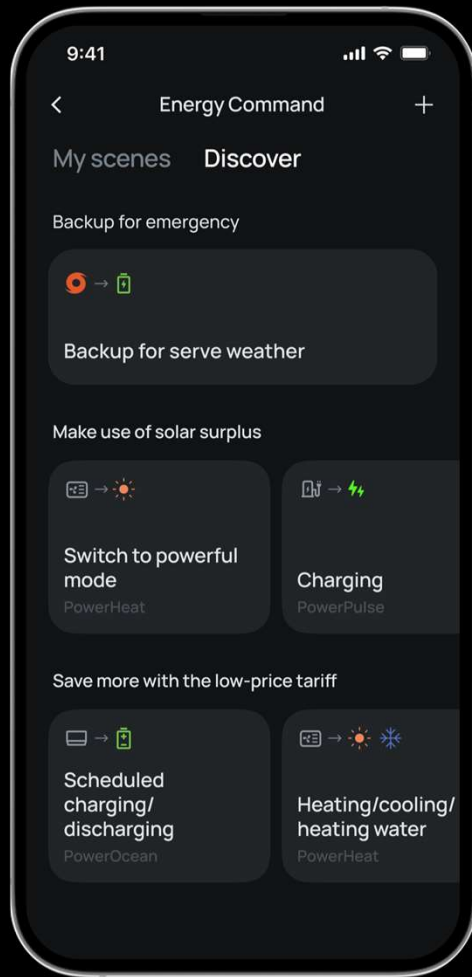 9:41
Energy Command
My scenes Discover
Backup for emergency
Backup for serve weather
Make use of solar surplus
Switch to powerful
mode
PowerHeat
Charging
PowerPulse
Save more with the low-price tariff
Scheduled
charging/
discharging
PowerOcean
Heating/cooling/
heating water
PowerHeat